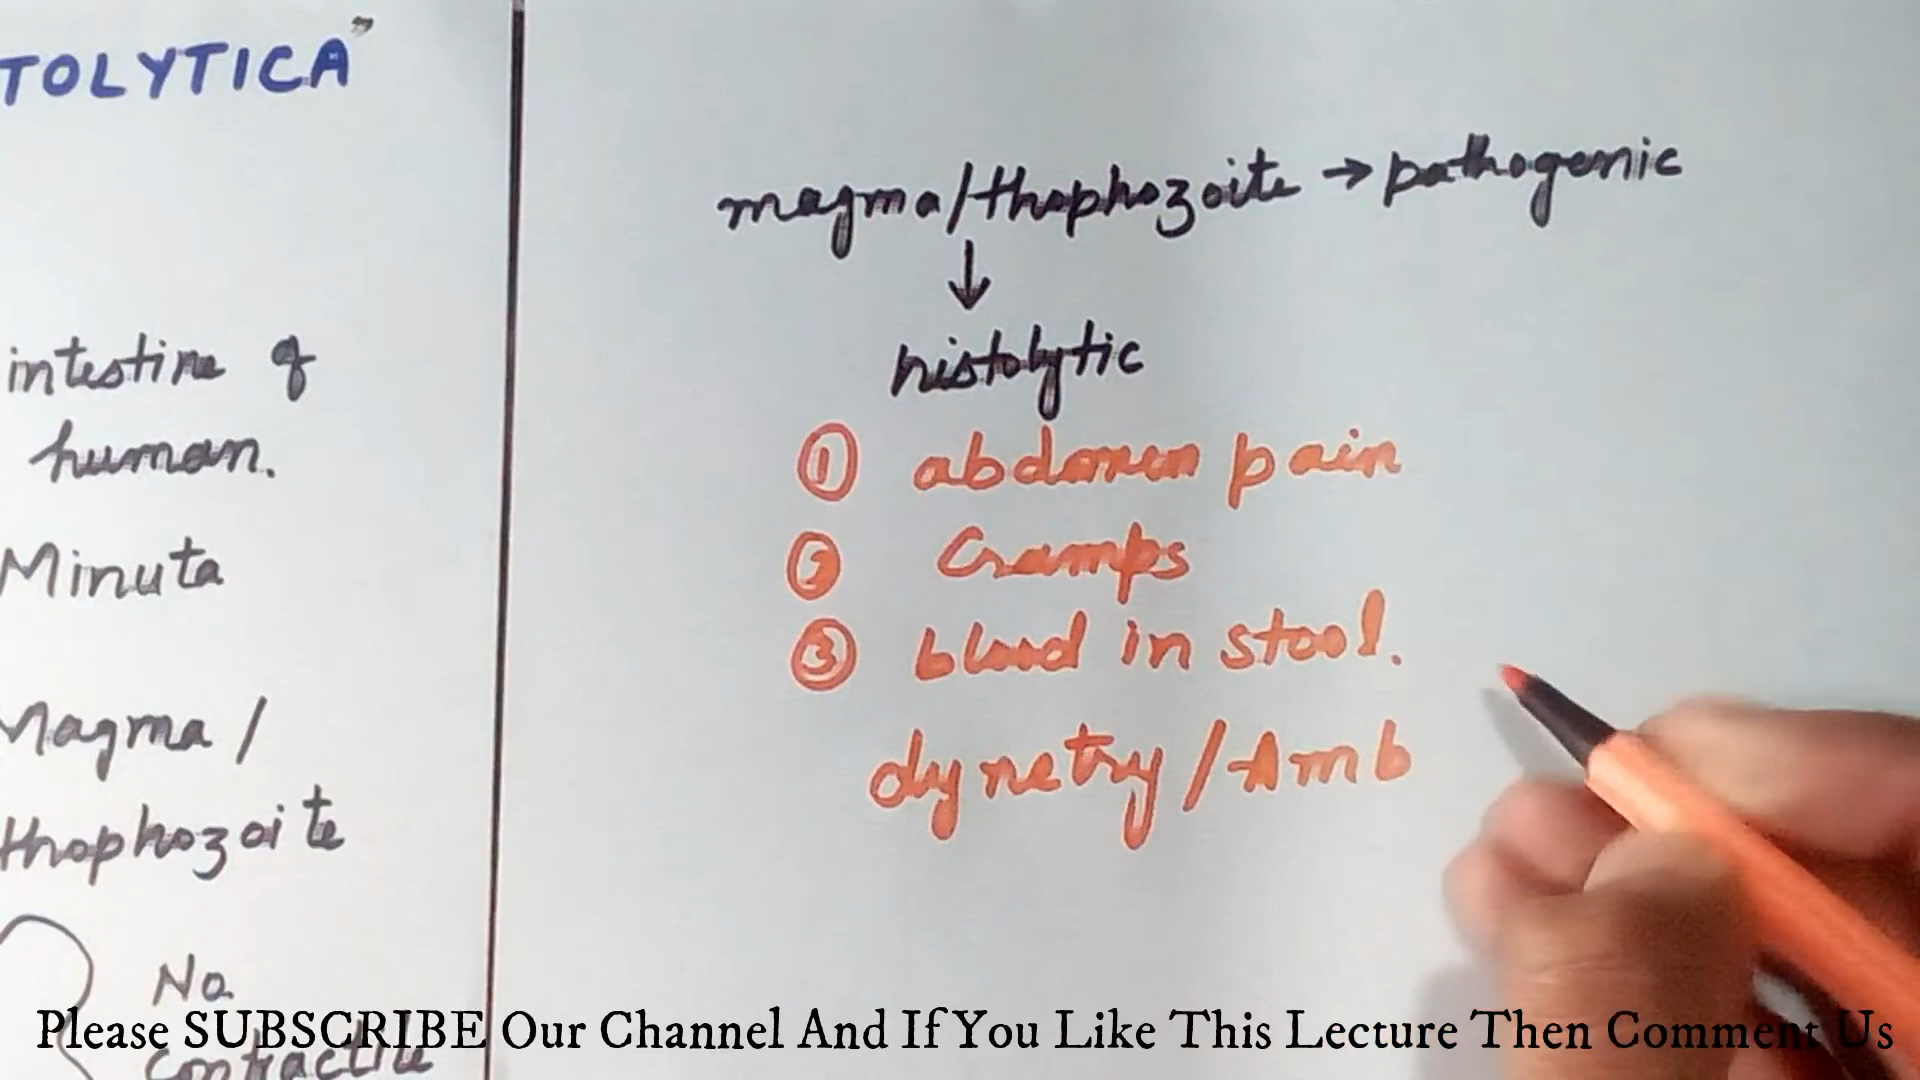 TOLYTICA"
intestine of
human.
Minuta
Magma /
thophozoite
No
contractile
magma/thophozoite → pathogenic
↓
histolytic
① abdomen pain
② Cramps
③ blood in stool.
dynetry/Amb
Please SUBSCRIBE Our Channel And If You Like This Lecture Then Comment Us